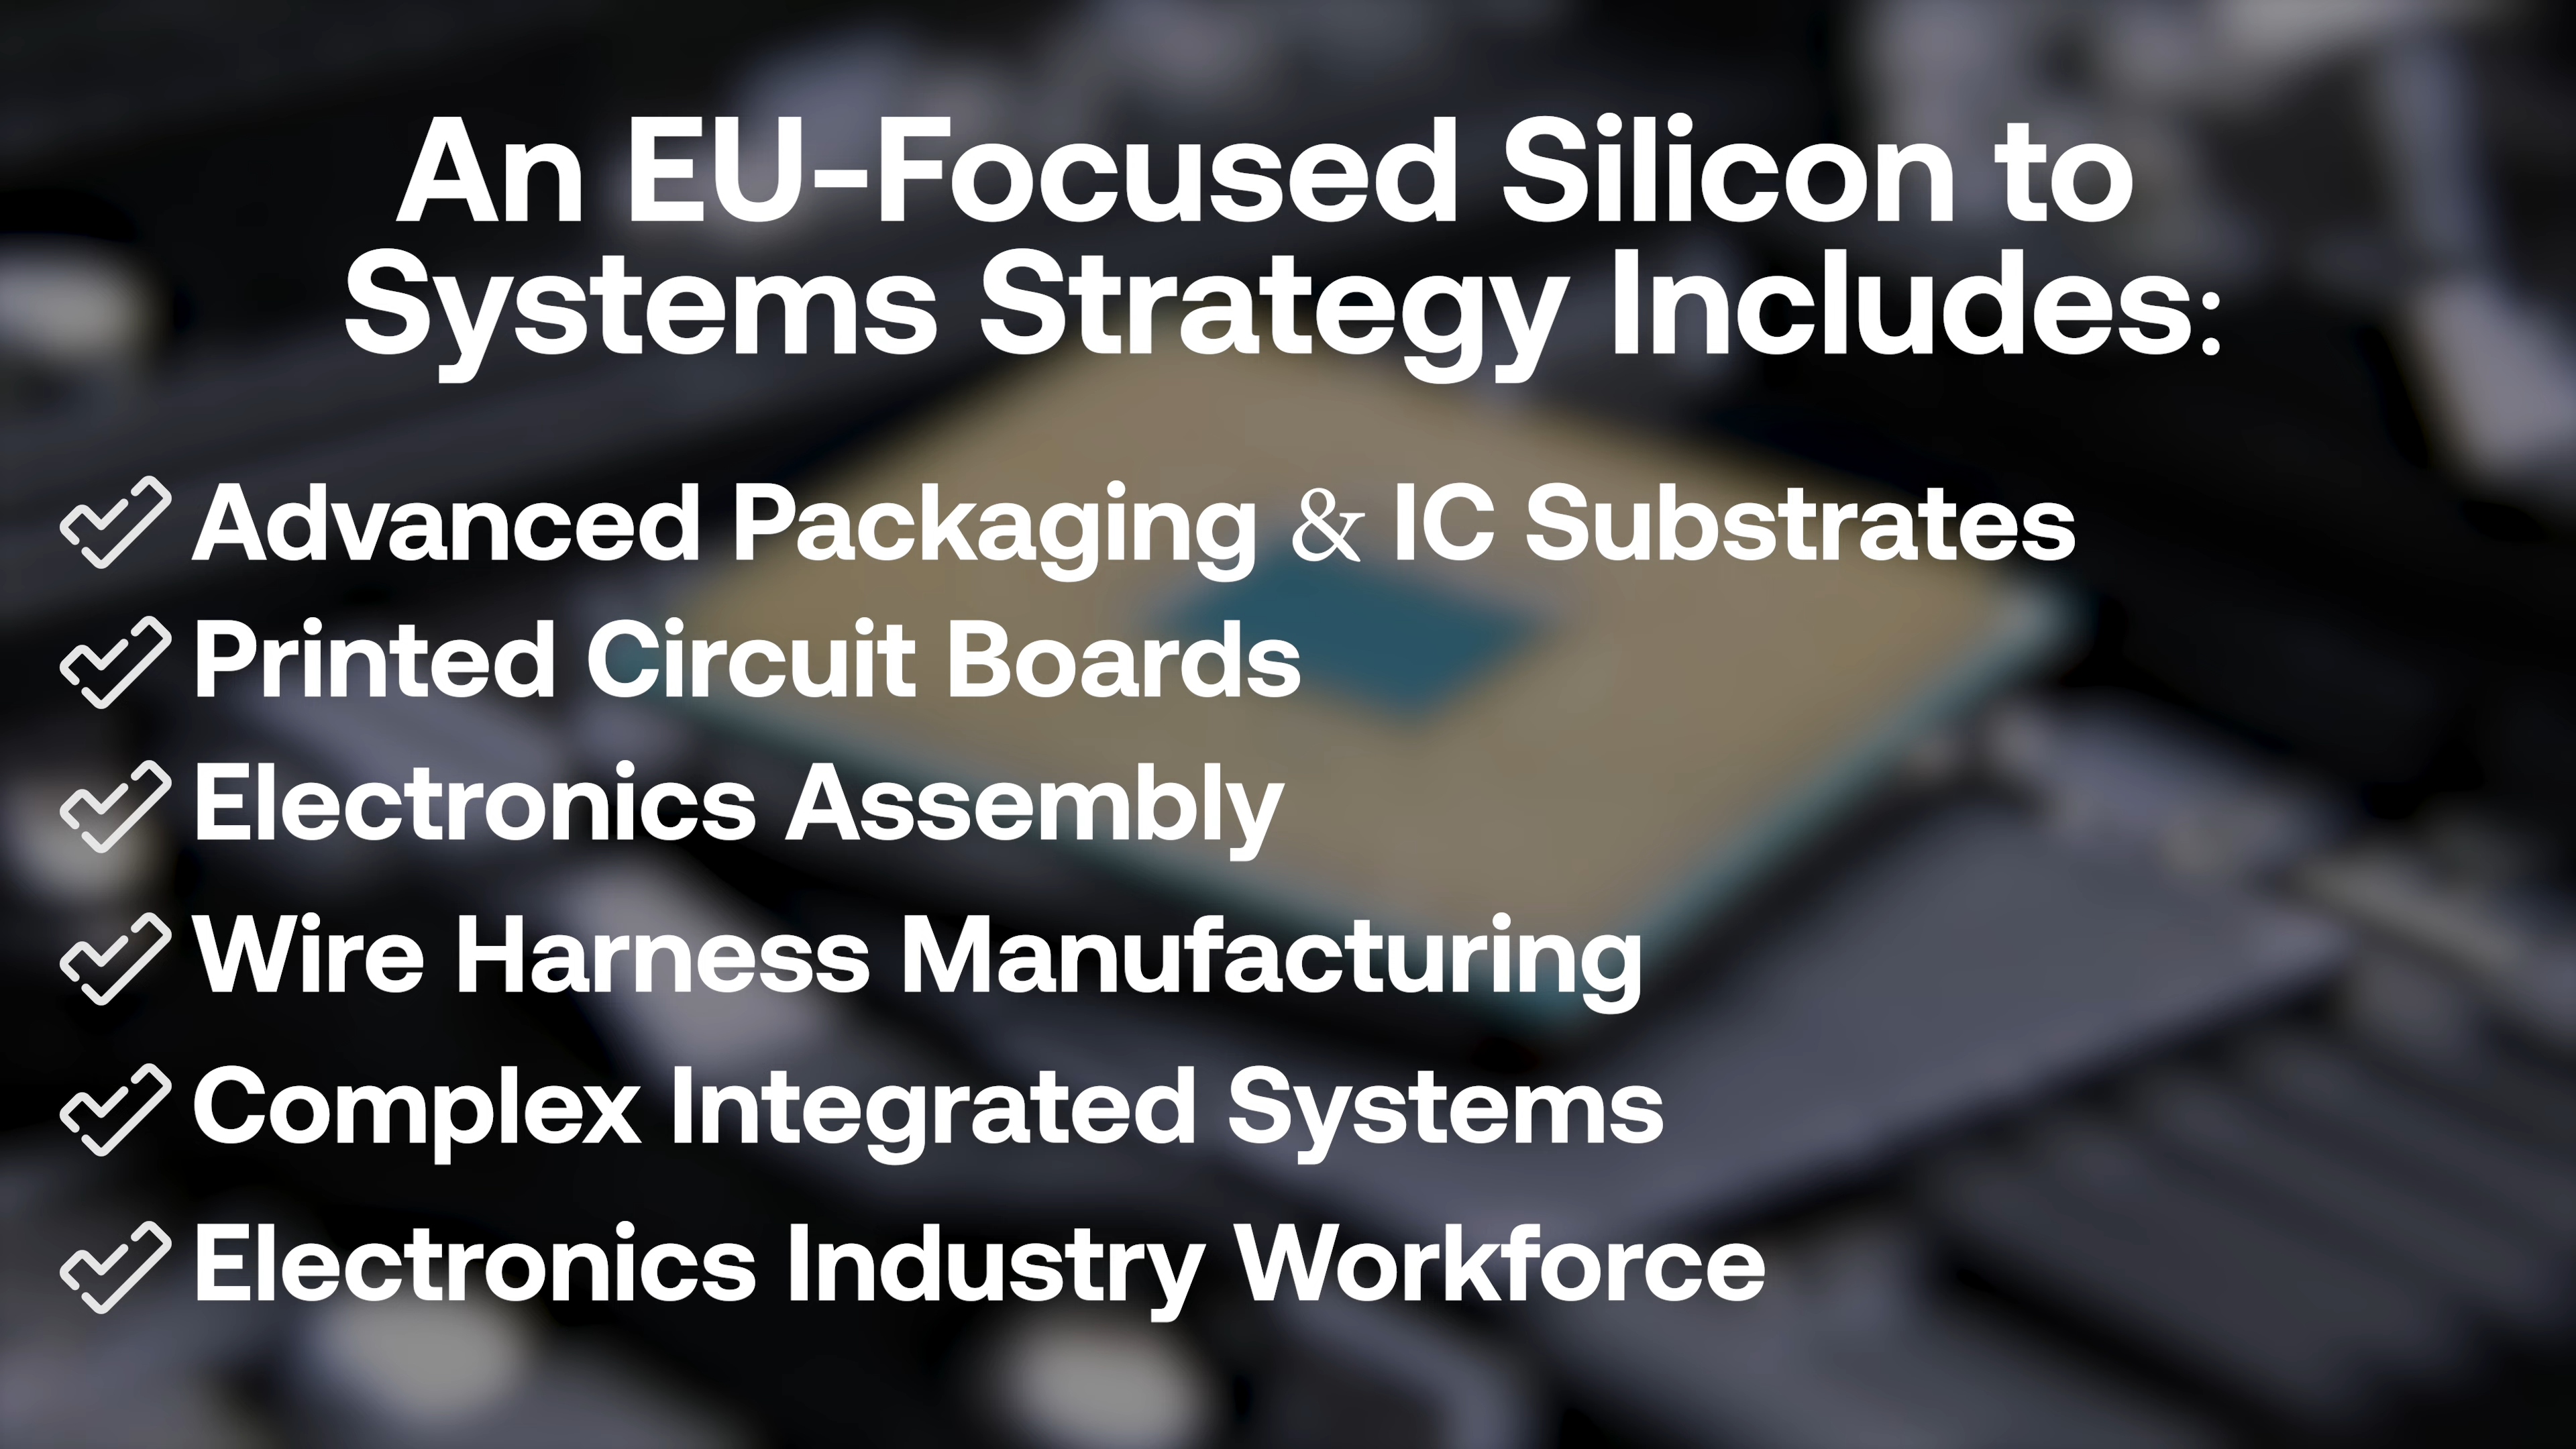 An EU-Focused Silicon to
Systems Strategy Includes:
Advanced Packaging & IC Substrates
Printed Circuit Boards
Electronics Assembly
Wire Harness Manufacturing
Complex Integrated Systems
Electronics Industry Workforce